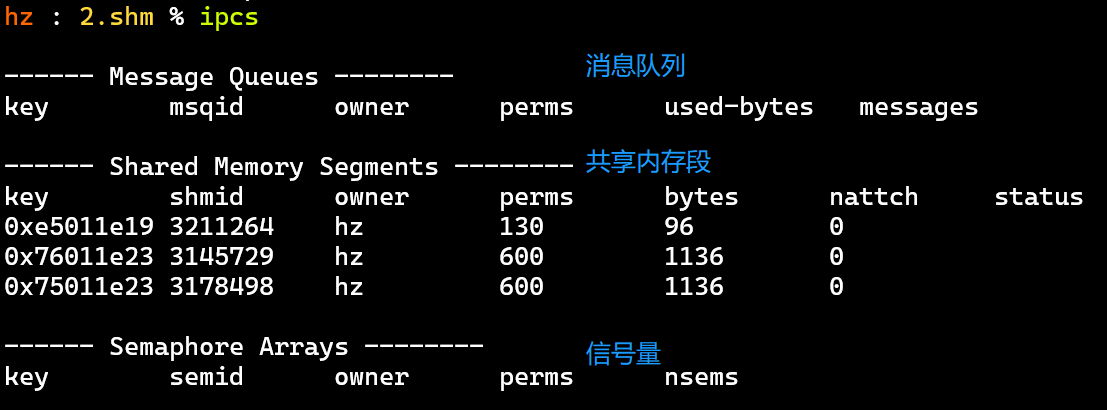 hz : 2.shm % ipcs
------ Message Queues -------- 消息队列
key msqid owner perms used-bytes messages
------ Shared Memory Segments -------- 共享内存段
key shmid owner perms bytes nattch status
0xe5011e19 3211264 hz 130 96 0
0x76011e23 3145729 hz 600 1136 0
0x75011e23 3178498 hz 600 1136 0
------ Semaphore Arrays -------- 信号量
key semid owner perms nsems